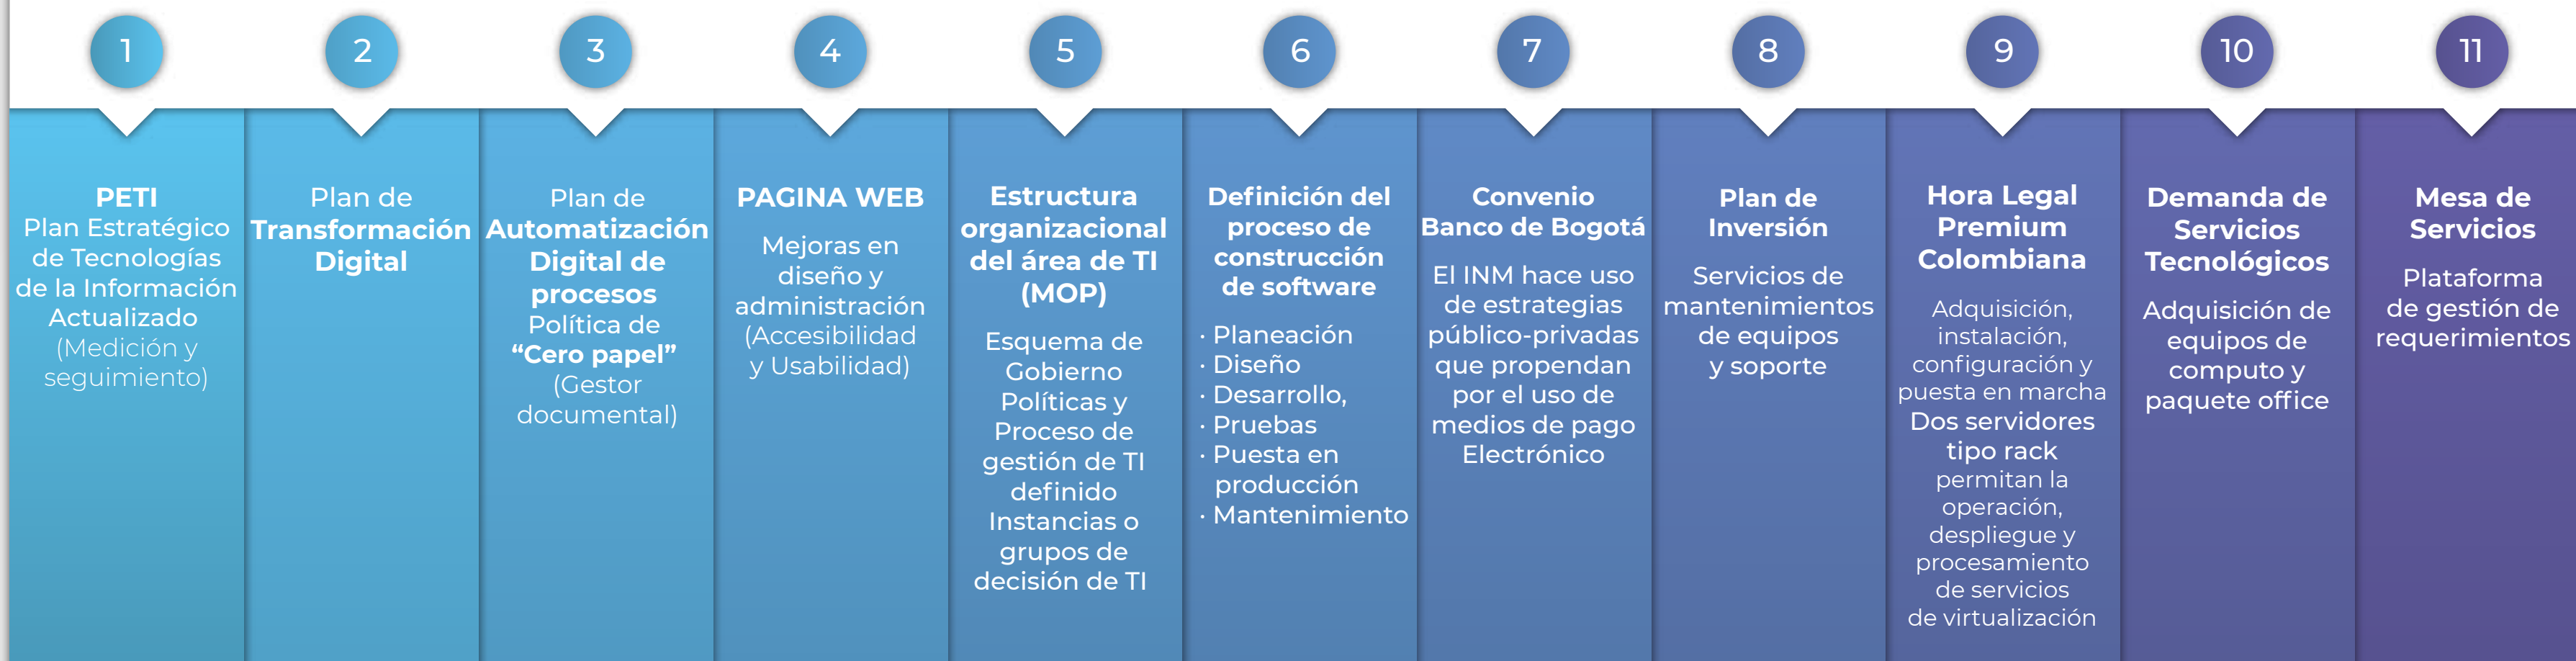 1
PETI
Plan Estratégico
de Tecnologías
de la Información
Actualizado
(Medición y
seguimiento)
2
Plan de
Transformación
Digital
3
Plan de
Automatización
Digital de
procesos
Política de
“Cero papel”
(Gestor
documental)
4
PAGINA WEB
Mejoras en
diseño y
administración
(Accesibilidad
y Usabilidad)
5
Estructura
organizacional
del área de TI
(MOP)
Esquema de
Gobierno
Políticas y
Proceso de
gestión de TI
definido
Instancias o
grupos de
decisión de TI
6
Definición del
proceso de
construcción
de software
· Planeación
· Diseño
· Desarrollo,
· Pruebas
· Puesta en
producción
· Mantenimiento
7
Convenio
Banco de Bogotá
El INM hace uso
de estrategias
público-privadas
que propendan
por el uso de
medios de pago
Electrónico
8
Plan de
Inversión
Servicios de
mantenimientos
de equipos
y soporte
9
Hora Legal
Premium
Colombiana
Adquisición,
instalación,
configuración y
puesta en marcha
Dos servidores
tipo rack
permitan la
operación,
despliegue y
procesamiento
de servicios
de virtualización
10
Demanda de
Servicios
Tecnológicos
Adquisición de
equipos de
computo y
paquete office
11
Mesa de
Servicios
Plataforma
de gestión de
requerimientos